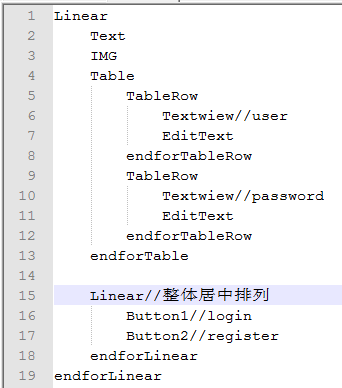 1 Linear
2     Text
3     IMG
4     Table
5         TableRow
6             Textwiew//user
7             EditText
8         endforTableRow
9         TableRow
10             Textwiew//password
11             EditText
12         endforTableRow
13     endforTable
14
15     Linear//整体居中排列
16         Button1//login
17         Button2//register
18     endforLinear
19 endforLinear